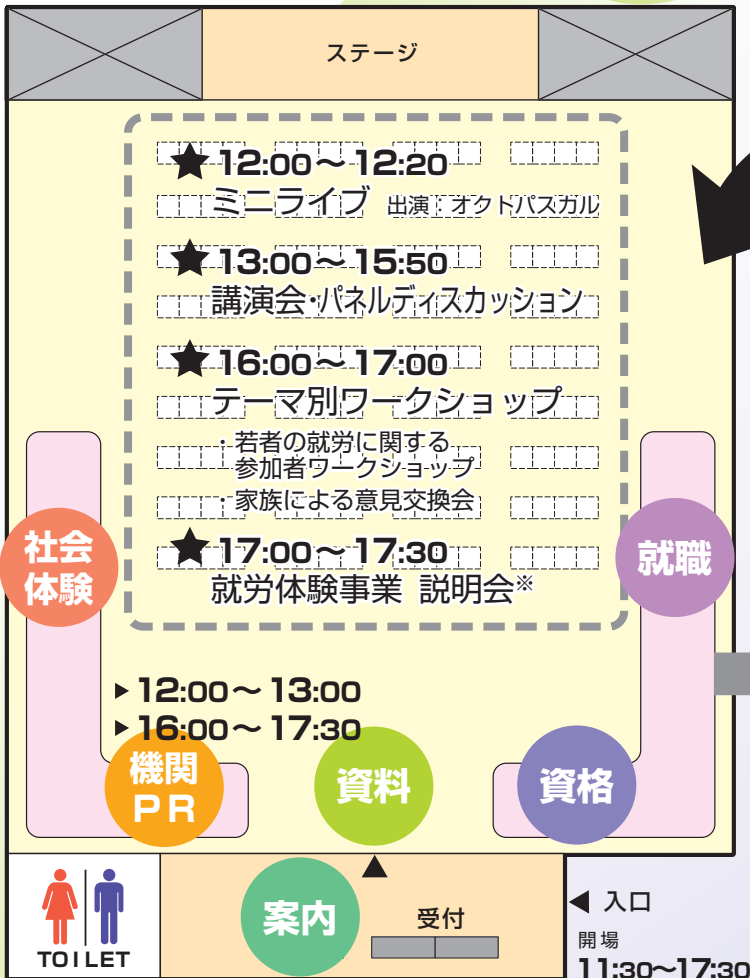 ステージ
★ 12:00～12:20
ミニライブ 出演：オクトパスガル
★ 13:00～15:50
講演会・パネルディスカッション
★ 16:00～17:00
テーマ別ワークショップ
・若者の就労に関する
参加者ワークショップ
・家族による意見交換会
★ 17:00～17:30
就労体験事業 説明会※
社会
体験
就職
▶ 12:00～13:00
▶ 16:00～17:30
機関
PR
資料
資格
TOILET
案内
受付
◀ 入口
開場
11:30～17:30